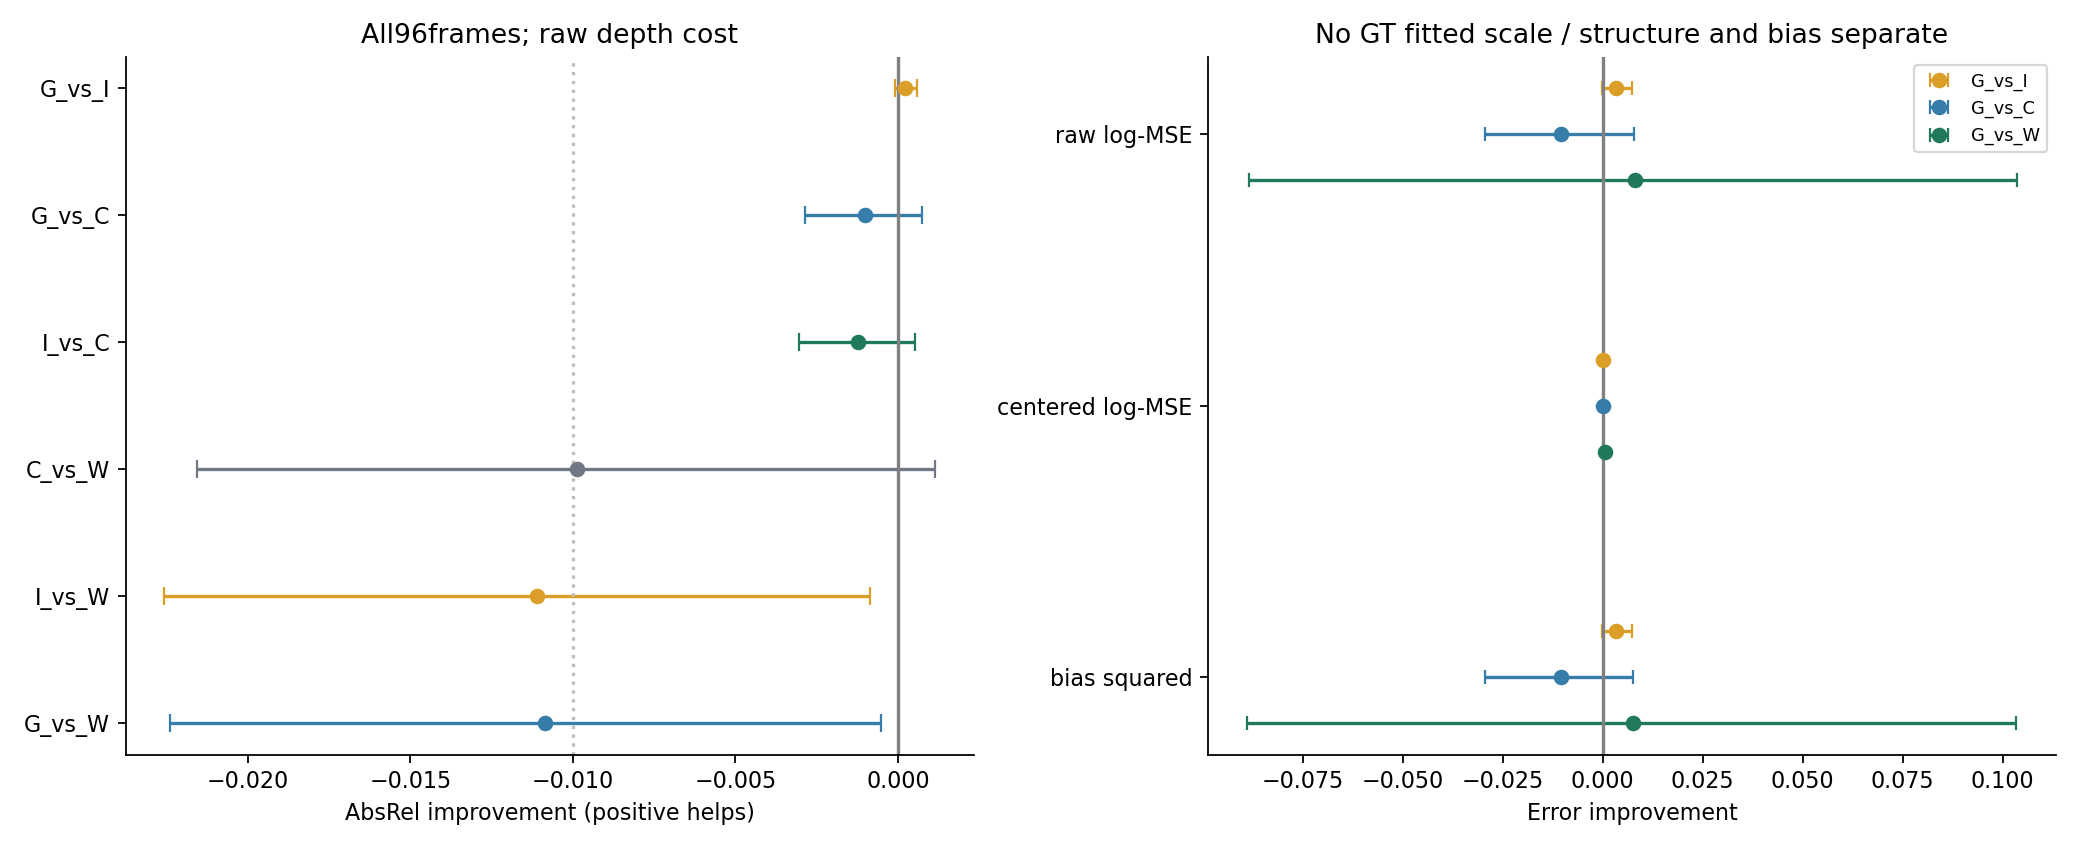 All96frames; raw depth cost
G_vs_I
G_vs_C
I_vs_C
C_vs_W
I_vs_W
G_vs_W
−0.020 −0.015 −0.010 −0.005 0.000
AbsRel improvement (positive helps)
No GT fitted scale / structure and bias separate
G_vs_I
G_vs_C
G_vs_W
raw log-MSE
centered log-MSE
bias squared
−0.075 −0.050 −0.025 0.000 0.025 0.050 0.075 0.100
Error improvement